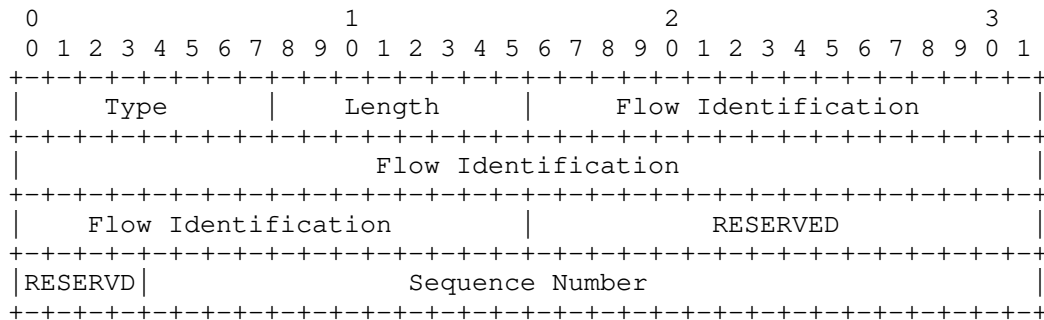 0                   1                   2                   3
0 1 2 3 4 5 6 7 8 9 0 1 2 3 4 5 6 7 8 9 0 1 2 3 4 5 6 7 8 9 0 1
+-+-+-+-+-+-+-+-+-+-+-+-+-+-+-+-+-+-+-+-+-+-+-+-+-+-+-+-+-+-+-+-+
|     Type      |    Length     |     Flow Identification       |
+-+-+-+-+-+-+-+-+-+-+-+-+-+-+-+-+-+-+-+-+-+-+-+-+-+-+-+-+-+-+-+-+
|                      Flow Identification                      |
+-+-+-+-+-+-+-+-+-+-+-+-+-+-+-+-+-+-+-+-+-+-+-+-+-+-+-+-+-+-+-+-+
|    Flow Identification        |           RESERVED            |
+-+-+-+-+-+-+-+-+-+-+-+-+-+-+-+-+-+-+-+-+-+-+-+-+-+-+-+-+-+-+-+-+
|RESERVD|                Sequence Number                        |
+-+-+-+-+-+-+-+-+-+-+-+-+-+-+-+-+-+-+-+-+-+-+-+-+-+-+-+-+-+-+-+-+